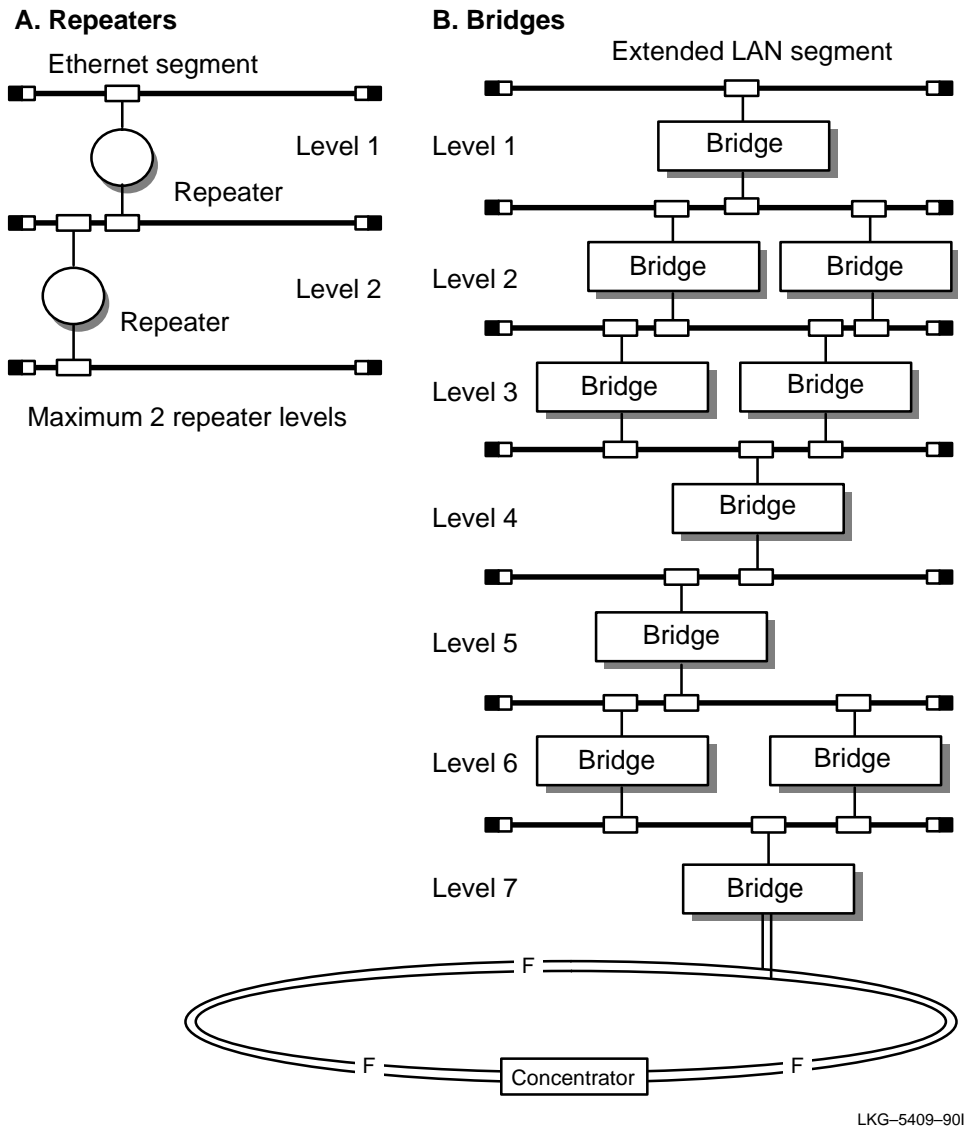 A. Repeaters
Ethernet segment
Level 1
Repeater
Level 2
Repeater
Maximum 2 repeater levels
B. Bridges
Extended LAN segment
Level 1
Bridge
Level 2
Bridge
Bridge
Level 3
Bridge
Bridge
Level 4
Bridge
Level 5
Bridge
Level 6
Bridge
Bridge
Level 7
Bridge
F
F
Concentrator
F
LKG–5409–90I